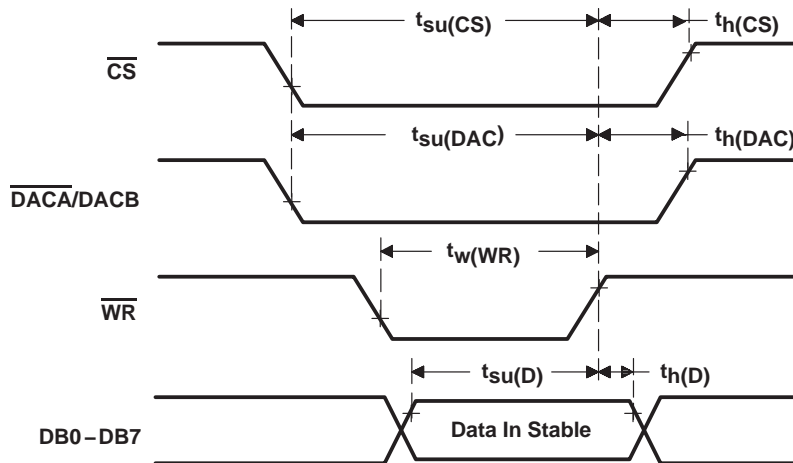 tsu(CS)
th(CS)
CS
tsu(DAC)
th(DAC)
DACA/DACB
tw(WR)
WR
tsu(D)
th(D)
DB0–DB7
Data In Stable